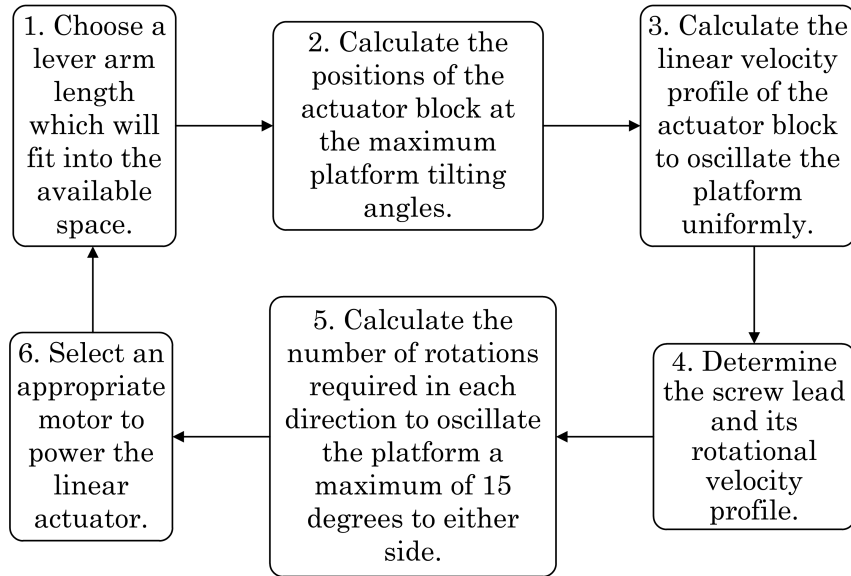 1. Choose a
lever arm
length
which will
fit into the
available
space.
2. Calculate the
positions of the
actuator block at
the maximum
platform tilting
angles.
3. Calculate the
linear velocity
profile of the
actuator block
to oscillate the
platform
uniformly.
4. Determine
the screw lead
and its
rotational
velocity
profile.
5. Calculate the
number of rotations
required in each
direction to oscillate
the platform a
maximum of 15
degrees to either
side.
6. Select an
appropriate
motor to
power the
linear
actuator.